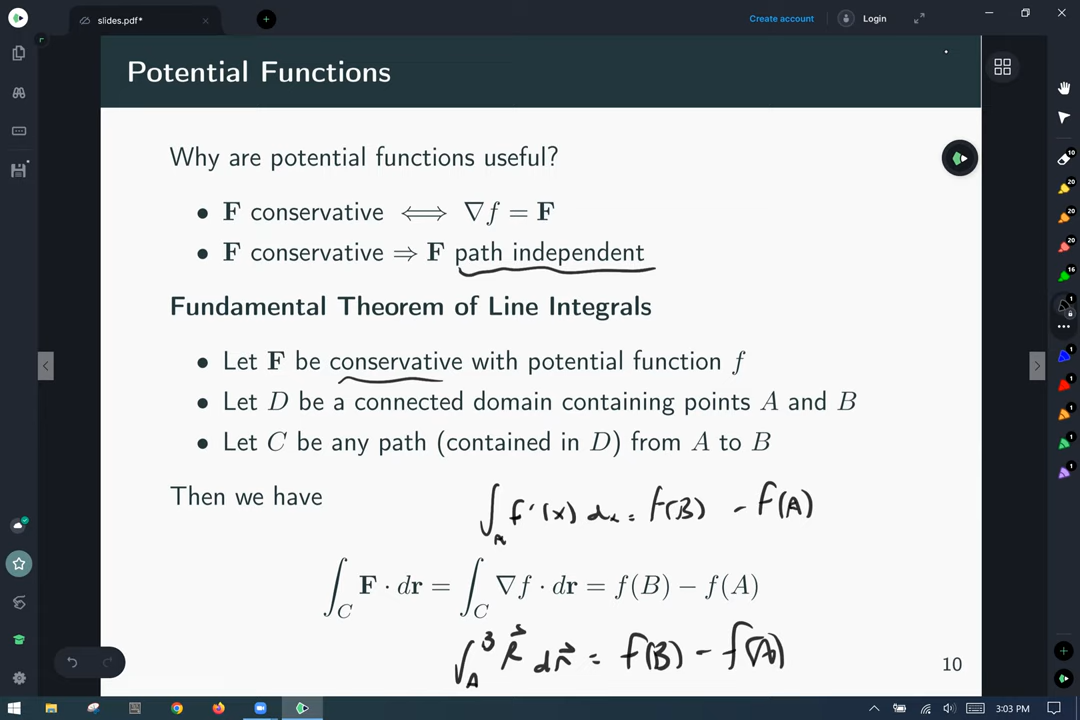 slides.pdf*
Create account
Login
Potential Functions
Why are potential functions useful?
• F conservative ⟺ ∇f = F
• F conservative ⇒ F path independent
Fundamental Theorem of Line Integrals
• Let F be conservative with potential function f
• Let D be a connected domain containing points A and B
• Let C be any path (contained in D) from A to B
Then we have
∫_A f'(x) dx = f(B) - f(A)
∫_C F · dr = ∫_C ∇f · dr = f(B) − f(A)
d = f(B) - f(A)
10
3:03 PM